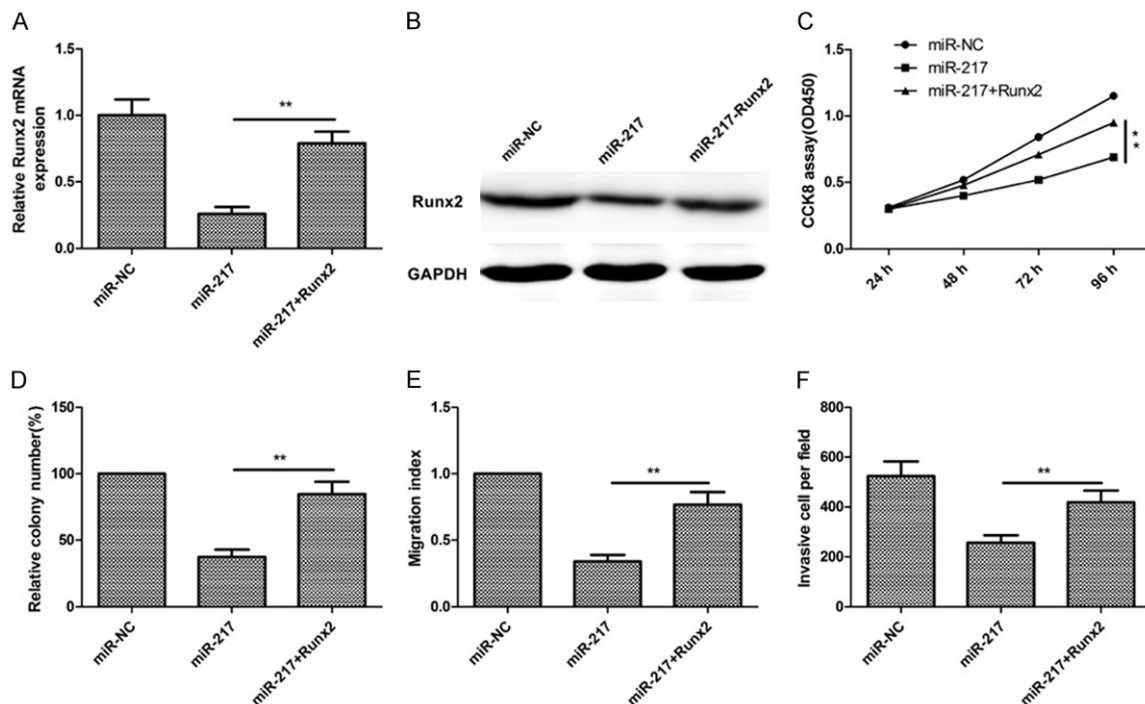 A
Relative Runx2 mRNA
expression
1.5
1.0
0.5
0.0
**
miR-NC
miR-217
miR-217+Runx2
B
miR-NC
miR-217
miR-217-Runx2
Runx2
GAPDH
C
CCK8 assay(OD450)
1.5
1.0
0.5
0.0
miR-NC
miR-217
miR-217+Runx2
**
24 h
48 h
72 h
96 h
D
Relative colony number(%)
150
100
50
0
**
miR-NC
miR-217
miR-217+Runx2
E
Migration index
1.5
1.0
0.5
0.0
**
miR-NC
miR-217
miR-217+Runx2
F
Invasive cell per field
800
600
400
200
0
**
miR-NC
miR-217
miR-217+Runx2